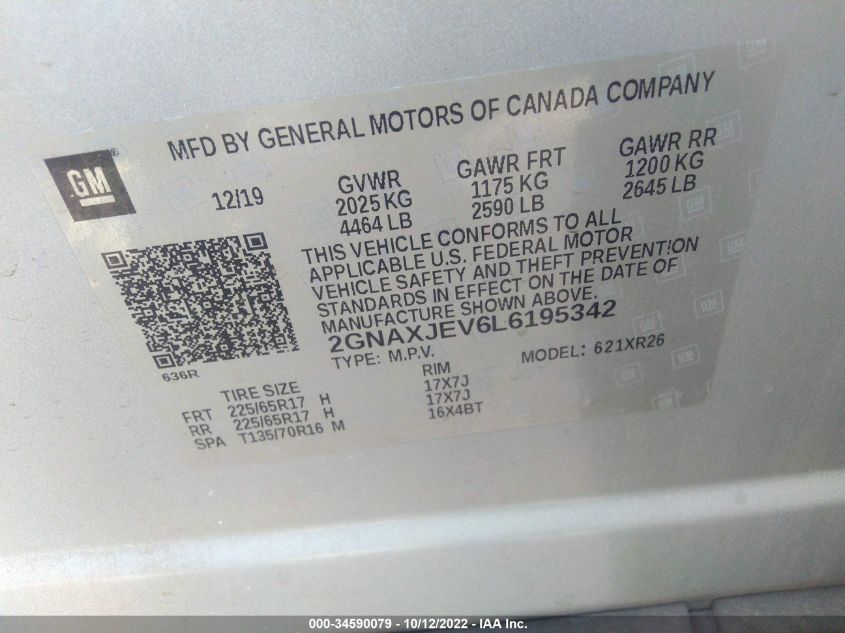 MFD BY GENERAL MOTORS OF CANADA COMPANY
GM®
12/19
GVWR
2025 KG
4464 LB
GAWR FRT
1175 KG
2590 LB
GAWR RR
1200 KG
2645 LB
THIS VEHICLE CONFORMS TO ALL
APPLICABLE U.S. FEDERAL MOTOR
VEHICLE SAFETY AND THEFT PREVENTION
STANDARDS IN EFFECT ON THE DATE OF
MANUFACTURE SHOWN ABOVE.
2GNAXJEV6L6195342
TYPE: M.P.V. MODEL: 621XR26
636R
TIRE SIZE RIM
FRT 225/65R17 H 17X7J
RR 225/65R17 H 17X7J
SPA T135/70R16 M 16X4BT
000-34590079 - 10/12/2022 - IAA Inc.